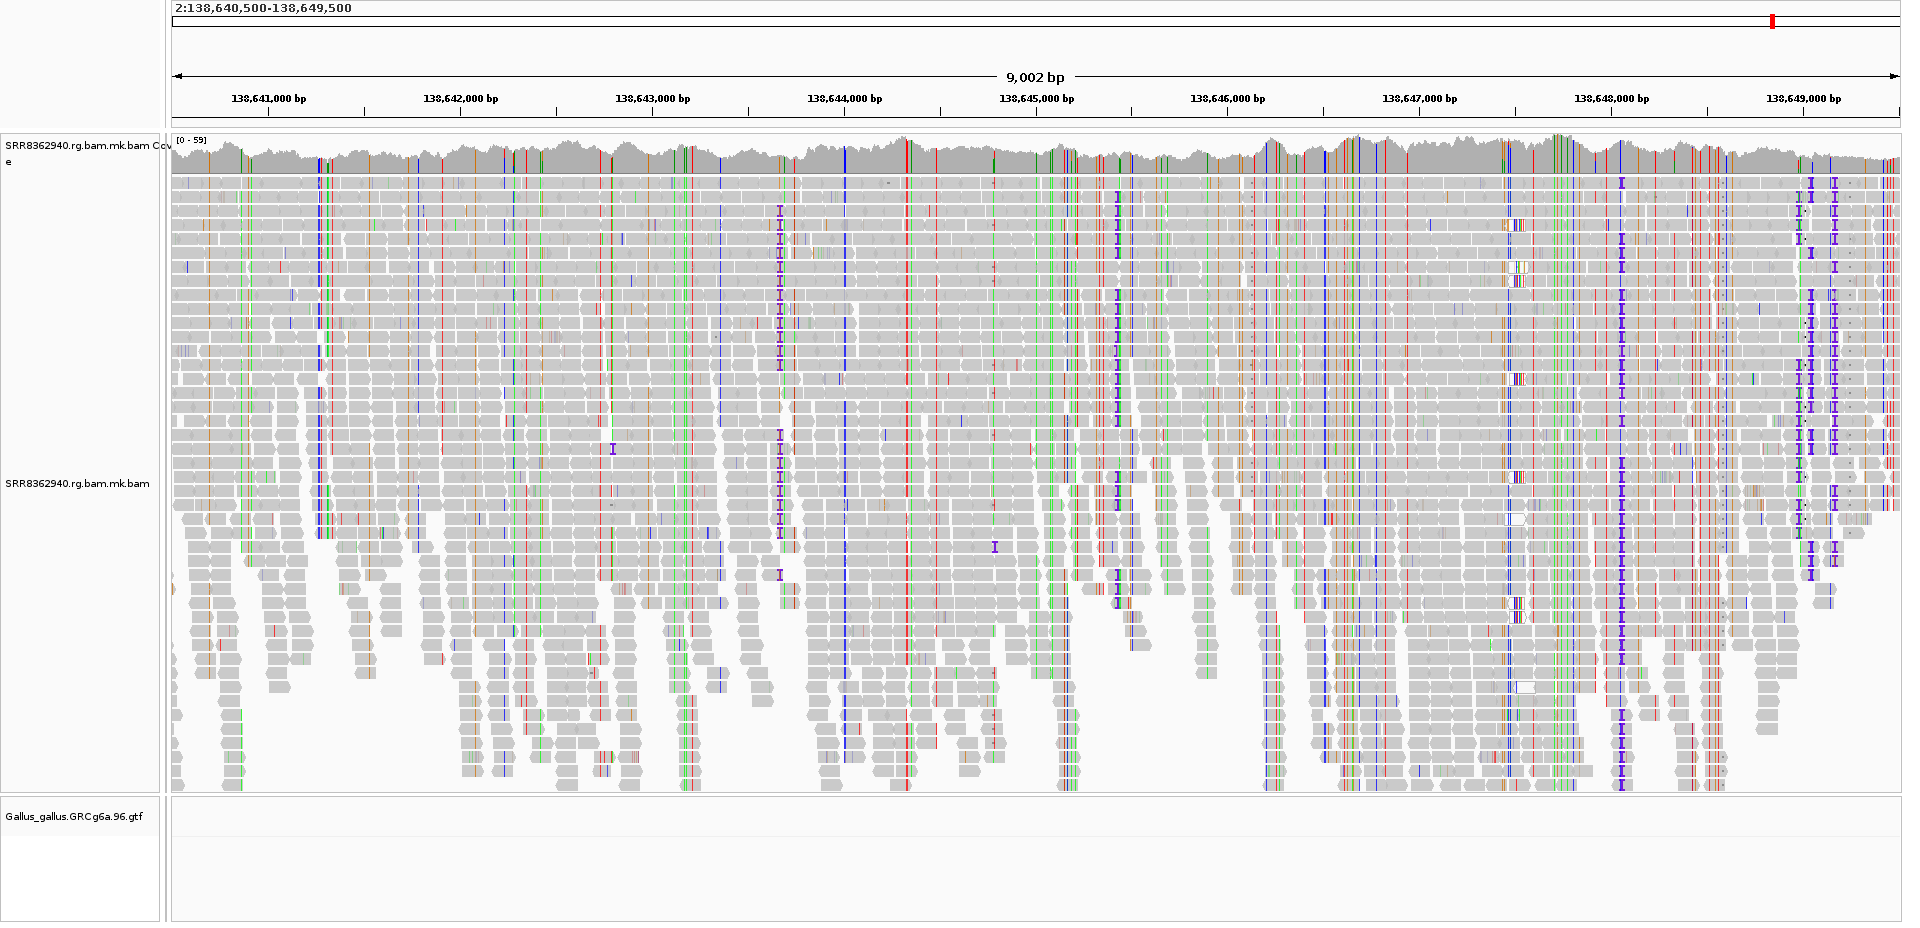 2:138,640,500-138,649,500
9,002 bp
138,641,000 bp 138,642,000 bp 138,643,000 bp 138,644,000 bp 138,645,000 bp 138,646,000 bp 138,647,000 bp 138,648,000 bp 138,649,000 bp
[0 - 59]
SRR8362940.rg.bam.mk.bam Cov
e
SRR8362940.rg.bam.mk.bam
Gallus_gallus.GRCg6a.96.gtf